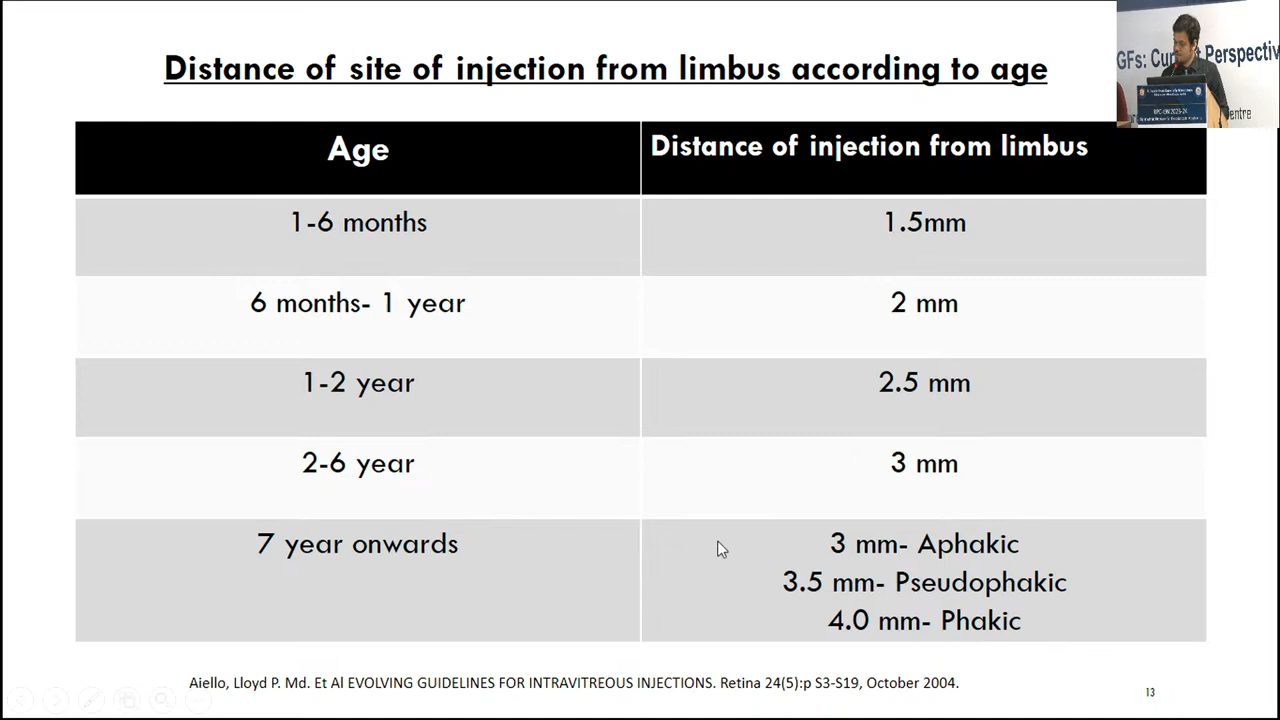 Distance of site of injection from limbus according to age
GFs: Cur t Perspectiv
entre
Age
Distance of injection from limbus
1-6 months
1.5mm
6 months- 1 year
2 mm
1-2 year
2.5 mm
2-6 year
3 mm
7 year onwards
3 mm- Aphakic
3.5 mm- Pseudophakic
4.0 mm- Phakic
Aiello, Lloyd P. Md. Et Al EVOLVING GUIDELINES FOR INTRAVITREOUS INJECTIONS. Retina 24(5):p S3-S19, October 2004.
13